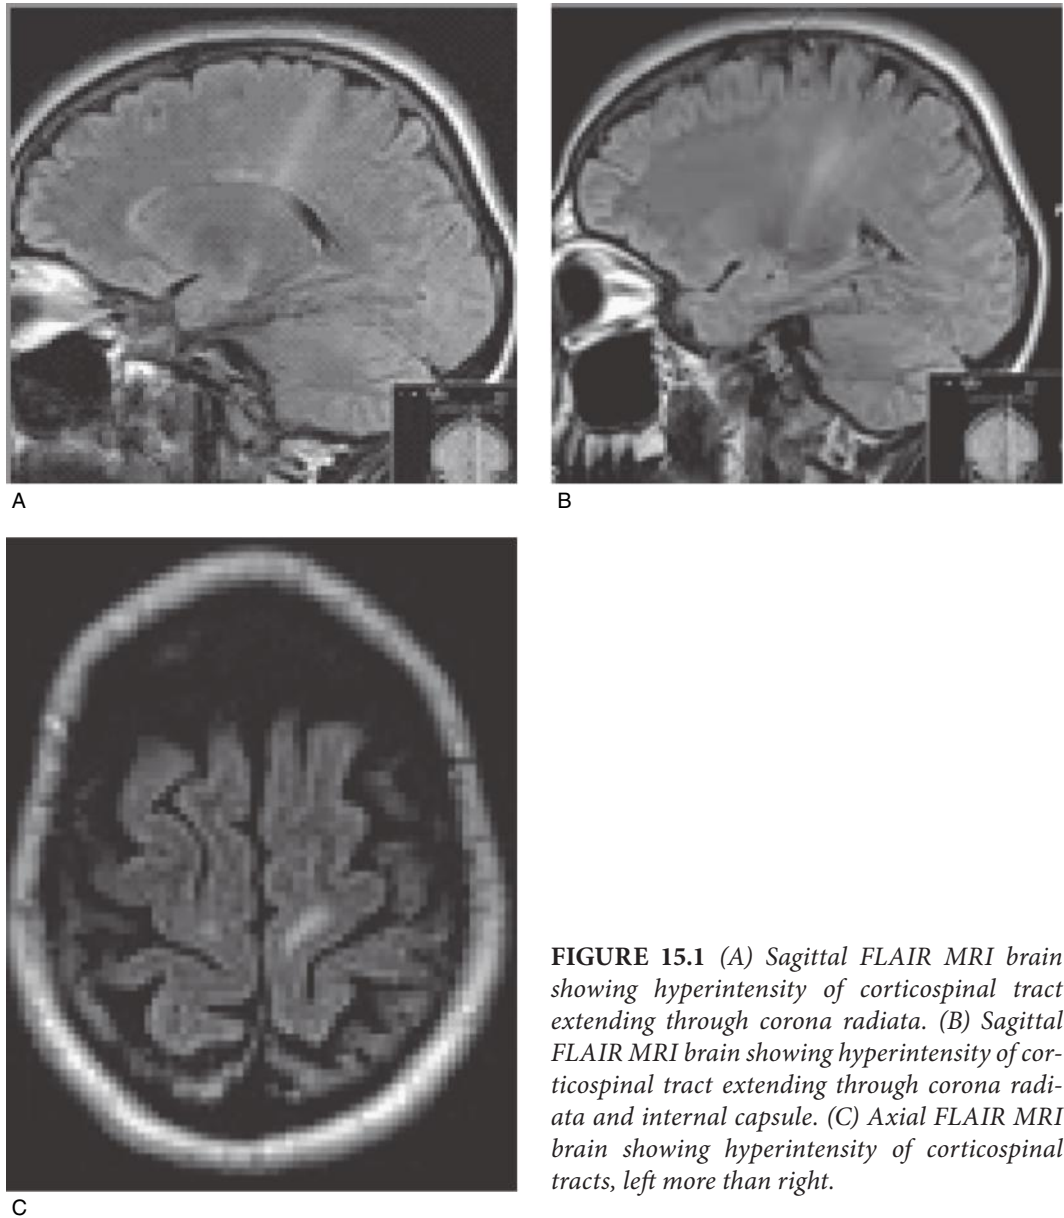 A
B
C
FIGURE 15.1 (A) Sagittal FLAIR MRI brain
showing hyperintensity of corticospinal tract
extending through corona radiata. (B) Sagittal
FLAIR MRI brain showing hyperintensity of cor-
ticospinal tract extending through corona radi-
ata and internal capsule. (C) Axial FLAIR MRI
brain showing hyperintensity of corticospinal
tracts, left more than right.